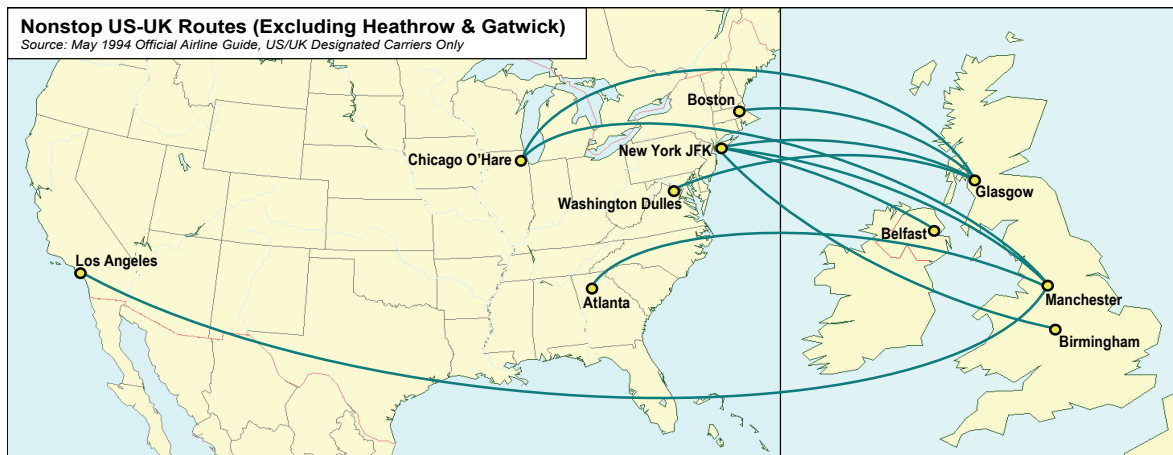 Nonstop US-UK Routes (Excluding Heathrow & Gatwick)
Source: May 1994 Official Airline Guide, US/UK Designated Carriers Only
Boston
Chicago O’Hare
New York JFK
Washington Dulles
Glasgow
Belfast
Los Angeles
Atlanta
Manchester
Birmingham